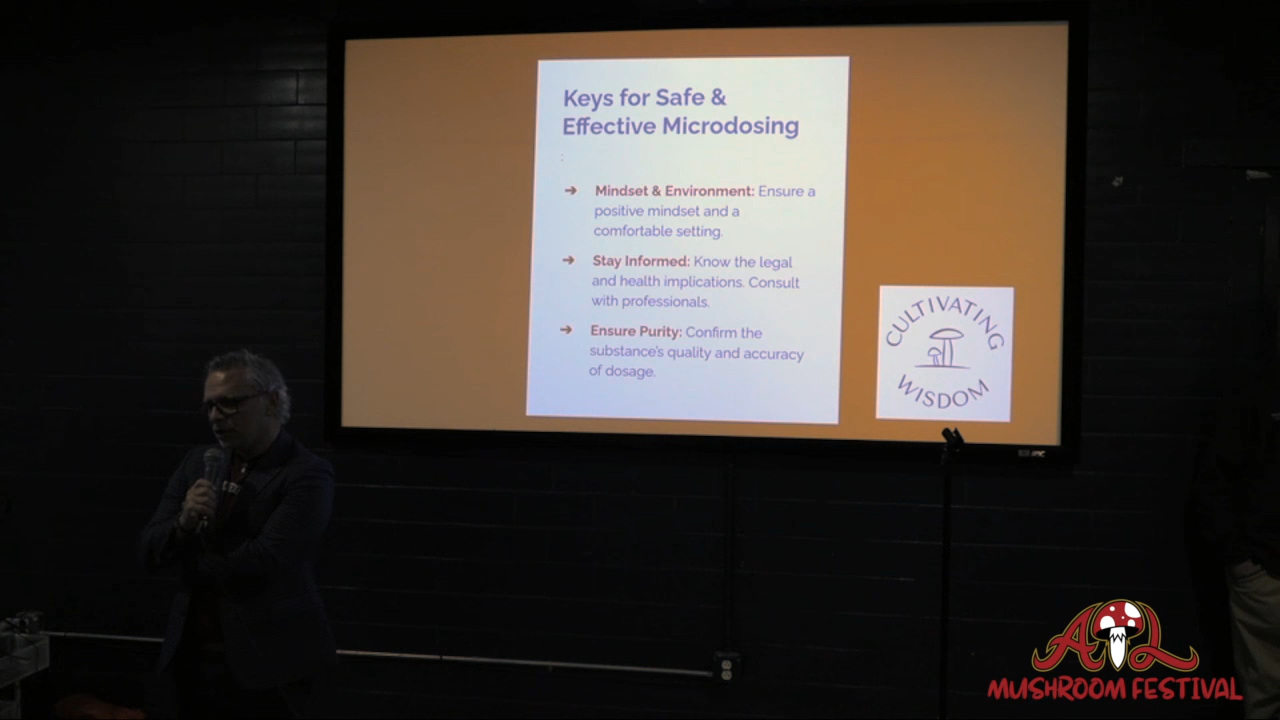 Keys for Safe &
Effective Microdosing
:
➔ Mindset & Environment: Ensure a
positive mindset and a
comfortable setting.
➔ Stay Informed: Know the legal
and health implications. Consult
with professionals.
➔ Ensure Purity: Confirm the
substance's quality and accuracy
of dosage.
CULTIVATING
WISDOM
ATL
MUSHROOM FESTIVAL